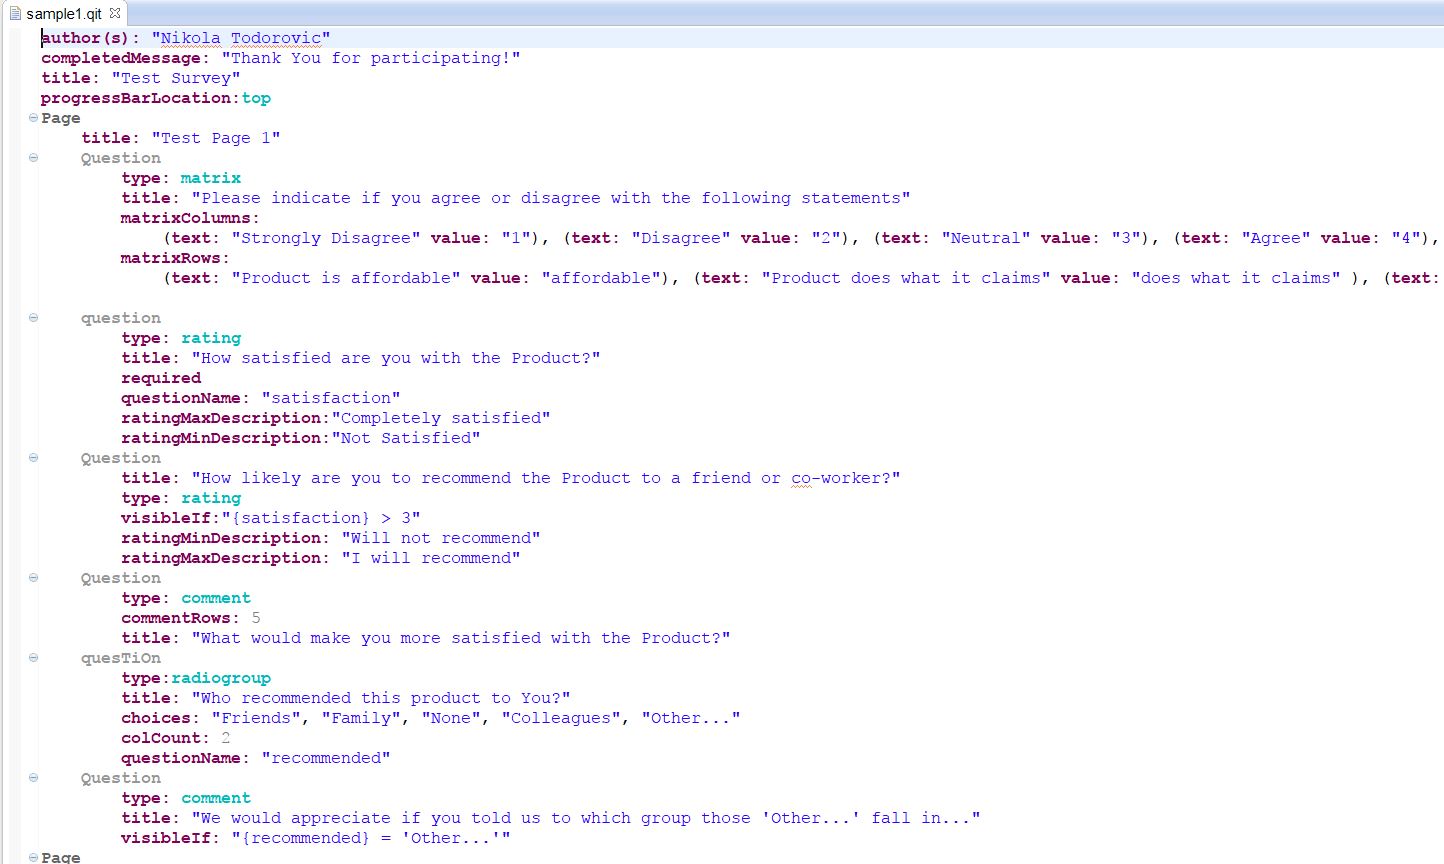 sample1.qit
author(s): "Nikola Todorovic"
completedMessage: "Thank You for participating!"
title: "Test Survey"
progressBarLocation:top
Page
title: "Test Page 1"
Question
type: matrix
title: "Please indicate if you agree or disagree with the following statements"
matrixColumns:
(text: "Strongly Disagree" value: "1"), (text: "Disagree" value: "2"), (text: "Neutral" value: "3"), (text: "Agree" value: "4"),
matrixRows:
(text: "Product is affordable" value: "affordable"), (text: "Product does what it claims" value: "does what it claims" ), (text:
question
type: rating
title: "How satisfied are you with the Product?"
required
questionName: "satisfaction"
ratingMaxDescription:"Completely satisfied"
ratingMinDescription:"Not Satisfied"
Question
title: "How likely are you to recommend the Product to a friend or co-worker?"
type: rating
visibleIf:"{satisfaction} > 3"
ratingMinDescription: "Will not recommend"
ratingMaxDescription: "I will recommend"
Question
type: comment
commentRows: 5
title: "What would make you more satisfied with the Product?"
quesTiOn
type:radiogroup
title: "Who recommended this product to You?"
choices: "Friends", "Family", "None", "Colleagues", "Other..."
colCount: 2
questionName: "recommended"
Question
type: comment
title: "We would appreciate if you told us to which group those 'Other...' fall in..."
visibleIf: "{recommended} = 'Other...'"
Page